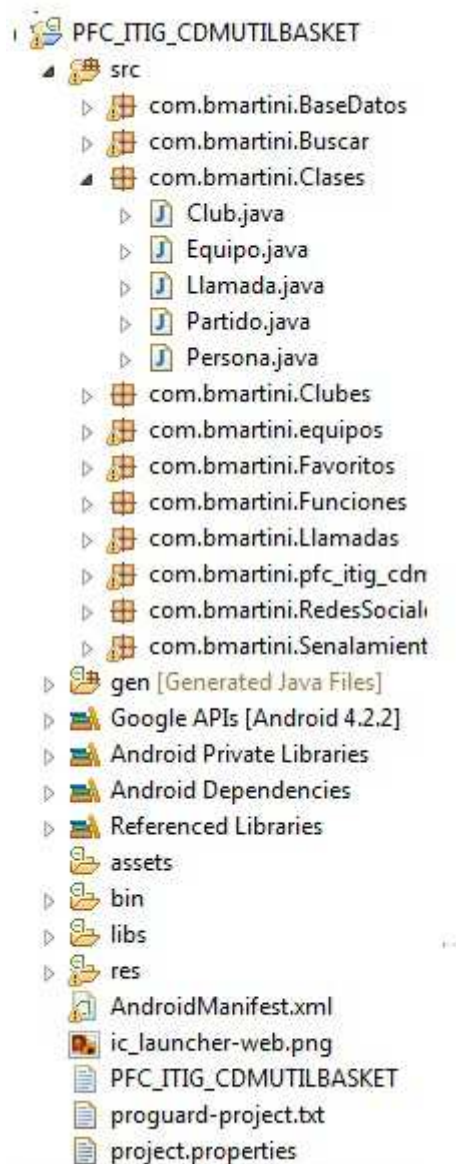 PFC_ITIG_CDMUTILBASKET
src
com.bmartini.BaseDatos
com.bmartini.Buscar
com.bmartini.Clases
Club.java
Equipo.java
Llamada.java
Partido.java
Persona.java
com.bmartini.Clubes
com.bmartini.equipos
com.bmartini.Favoritos
com.bmartini.Funciones
com.bmartini.Llamadas
com.bmartini.pfc_itig_cdn
com.bmartini.RedesSocial
com.bmartini.Senalamient
gen [Generated Java Files]
Google APIs [Android 4.2.2]
Android Private Libraries
Android Dependencies
Referenced Libraries
assets
bin
libs
res
AndroidManifest.xml
ic_launcher-web.png
PFC_ITIG_CDMUTILBASKET
proguard-project.txt
project.properties